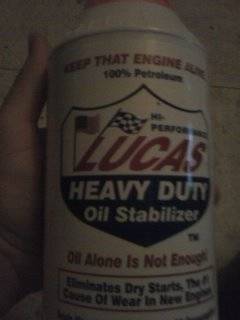 KEEP THAT ENGINE ALIVE
100% Petroleum
HI-
PERFORMANCE
LUCAS
HEAVY DUTY
Oil Stabilizer
TM
Oil Alone Is Not Enough
Eliminates Dry Starts, The #1
Cause Of Wear In New Engines